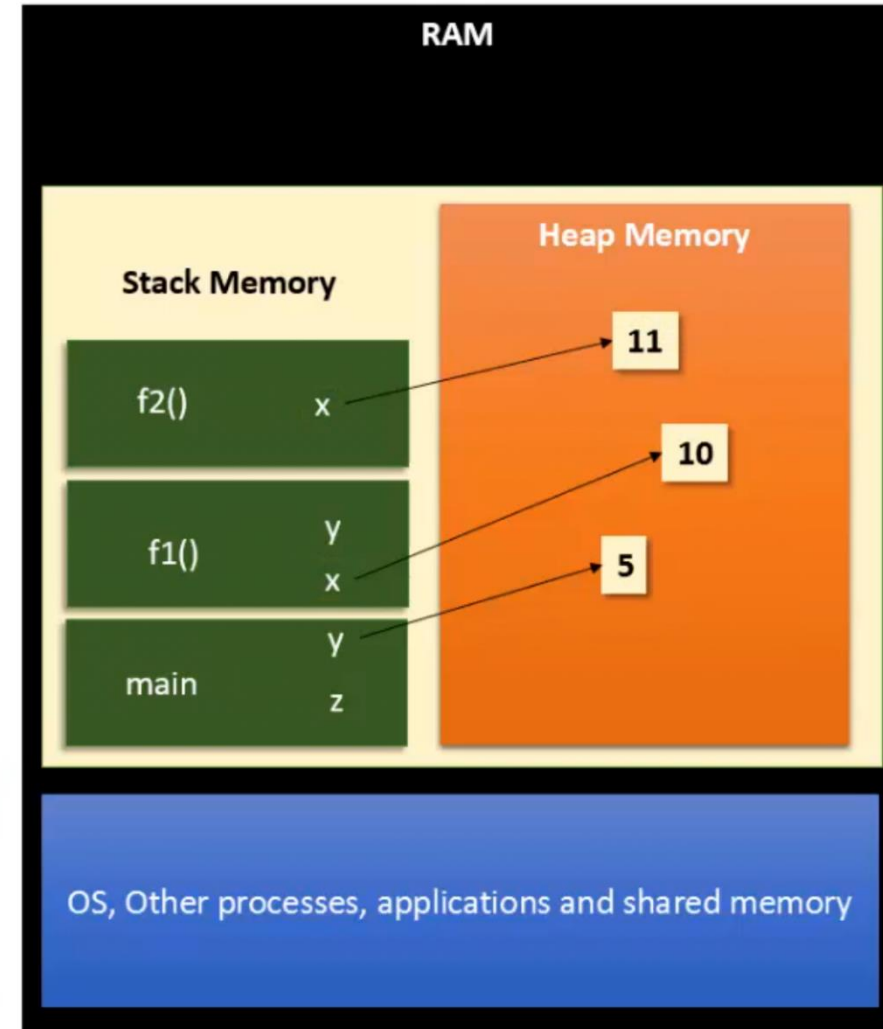 RAM
Stack Memory
Heap Memory
f2() x
11
10
f1() y
x
5
main y
z
OS, Other processes, applications and shared memory